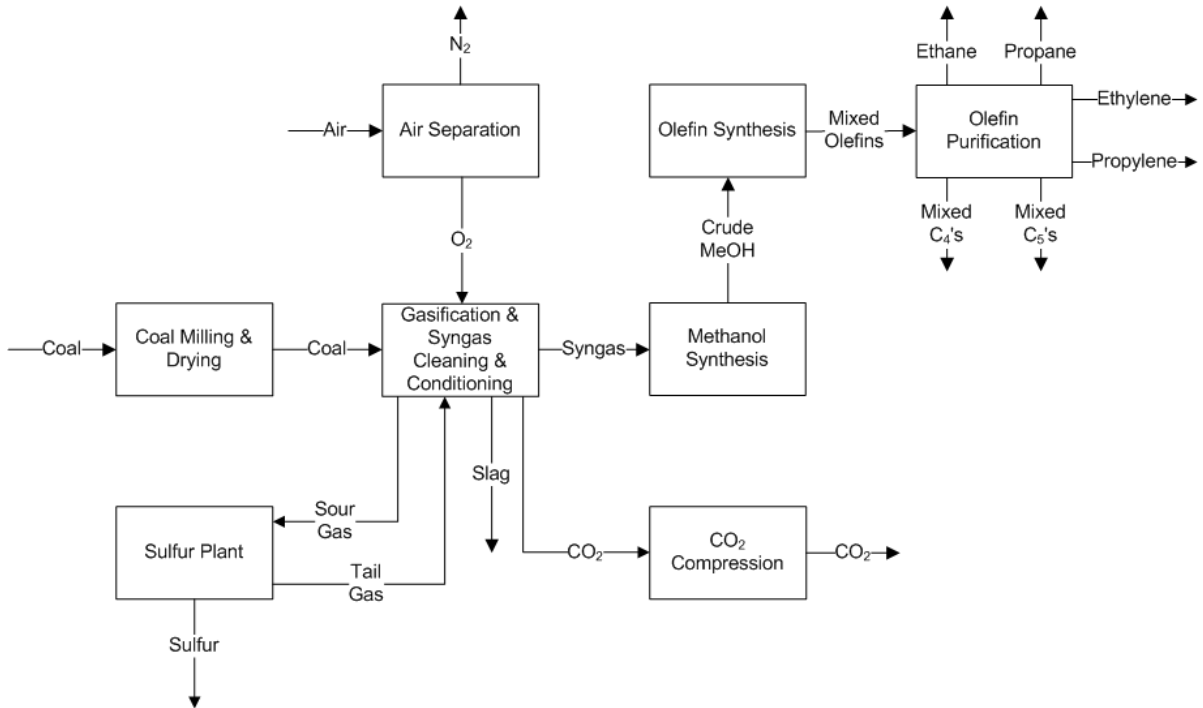 N₂
Ethane
Propane
Air
Air Separation
Olefin Synthesis
Mixed
Olefins
Olefin
Purification
Ethylene
Propylene
Mixed
C₄'s
Mixed
C₅'s
O₂
Crude
MeOH
Coal
Coal Milling &
Drying
Coal
Gasification &
Syngas
Cleaning &
Conditioning
Syngas
Methanol
Synthesis
Slag
Sour
Gas
Sulfur Plant
Tail
Gas
CO₂
CO₂
Compression
CO₂
Sulfur